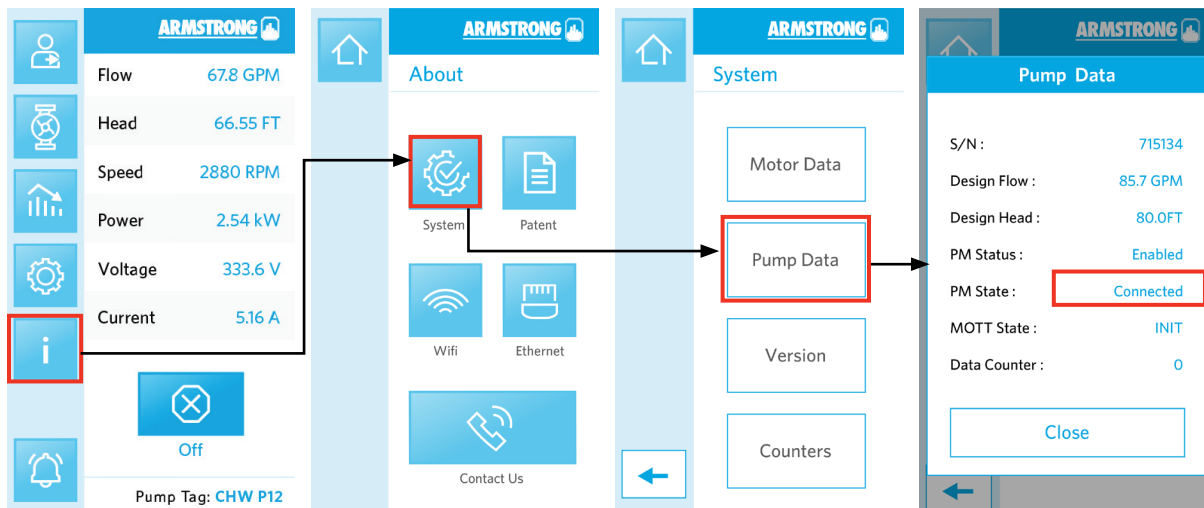 ARMSTRONG
Flow 67.8 GPM
Head 66.55 FT
Speed 2880 RPM
Power 2.54 kW
Voltage 333.6 V
Current 5.16 A
i
Off
Pump Tag: CHW P12
ARMSTRONG
About
System Patent
Wifi Ethernet
Contact Us
ARMSTRONG
System
Motor Data
Pump Data
Version
Counters
ARMSTRONG
Pump Data
S/N : 715134
Design Flow : 85.7 GPM
Design Head : 80.0FT
PM Status : Enabled
PM State : Connected
MOTT State : INIT
Data Counter : 0
Close